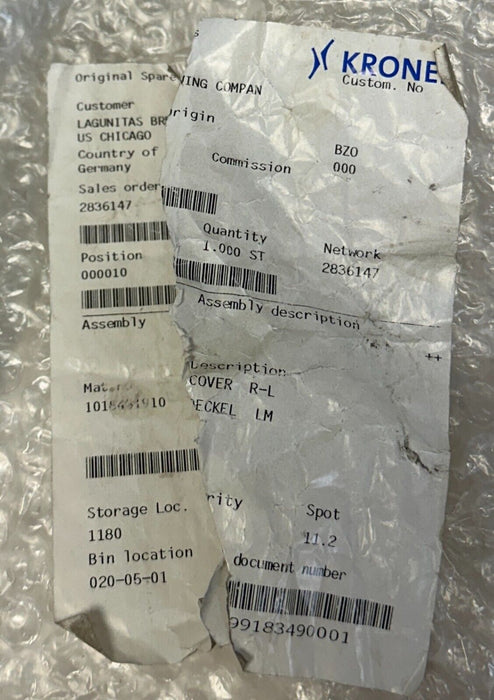 KRONE
Original Spare
Custom. No
Customer
VING COMPAN
LAGUNITAS BR
US CHICAGO
BZO
Country of
rigin
Germany
Commission
000
Sales order
2836147
Quantity
Network
1.000 ST
2836147
Position
000010
Assembly
Assembly description
++
Description
COVER R-L
ECKEL LM
Storage Loc.
rity
Spot
1180
11.2
Bin location
document number
020-05-01
99183490001